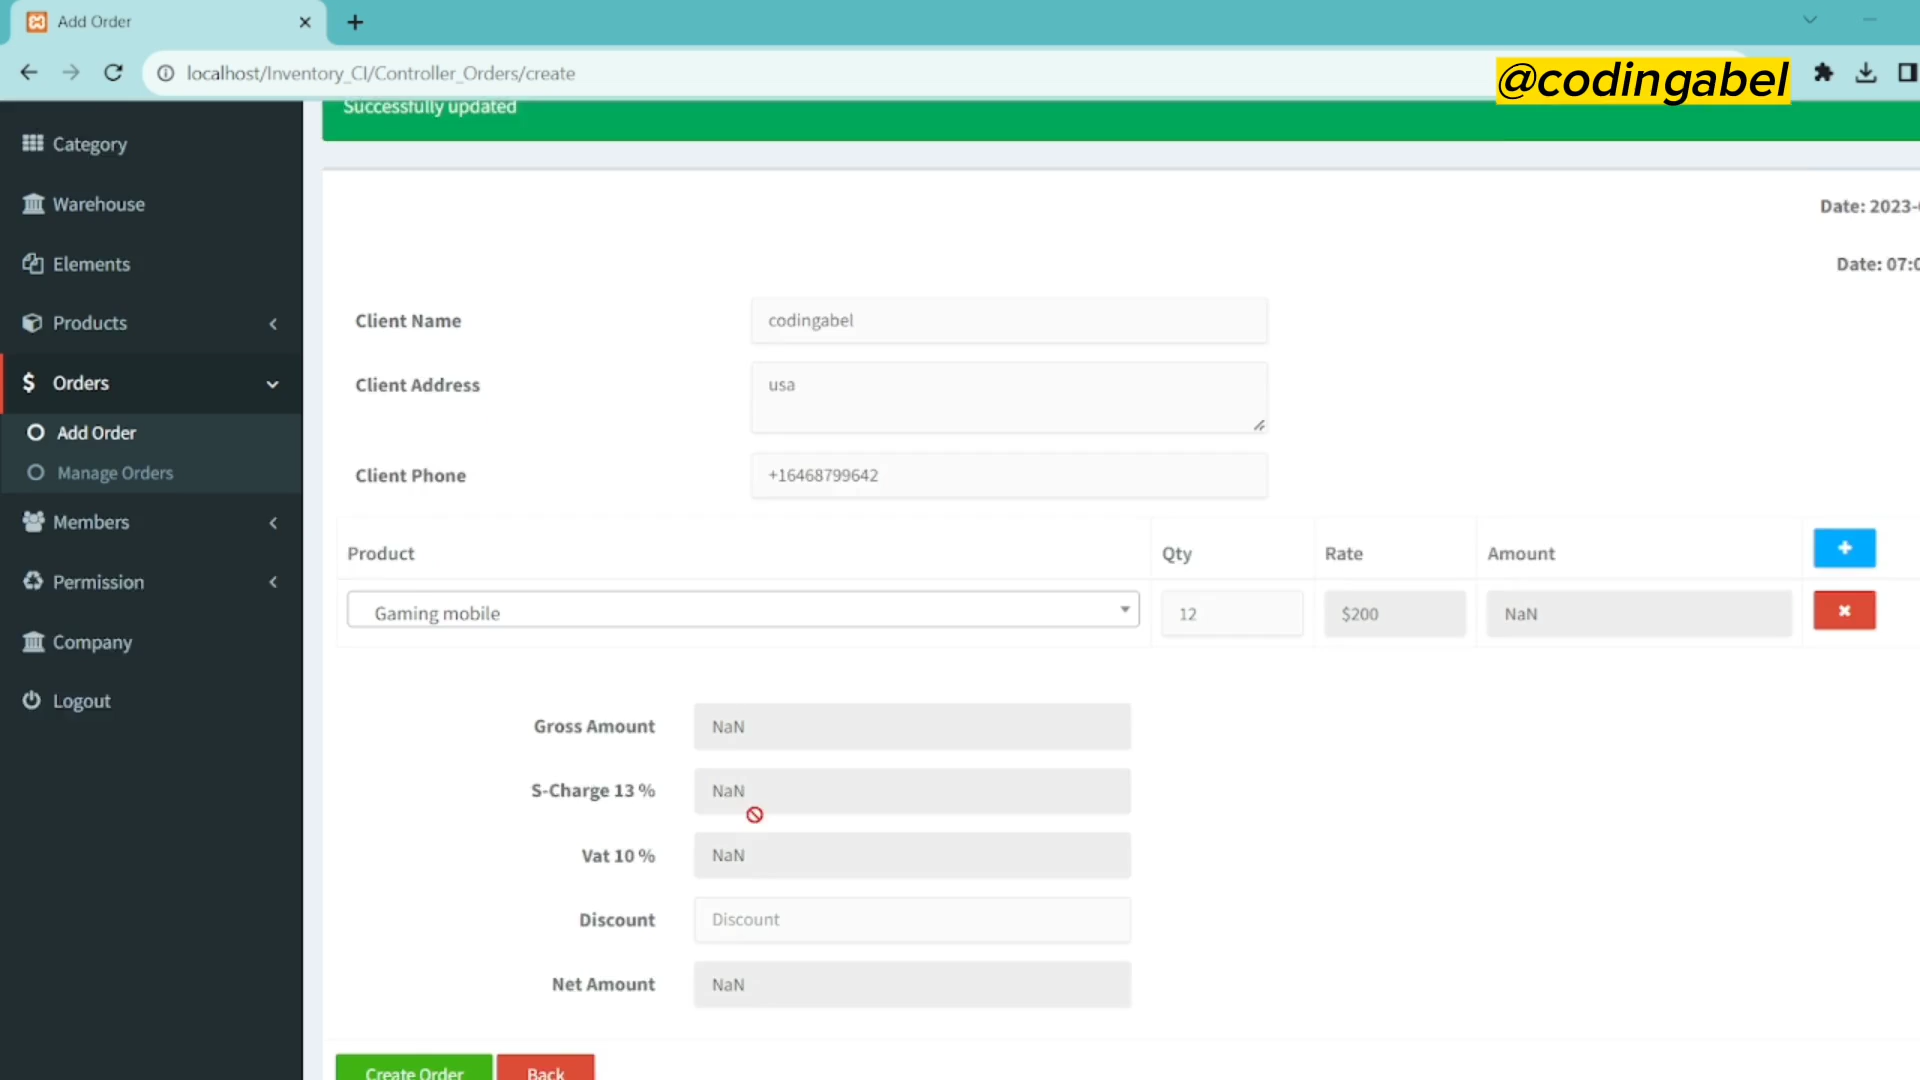 Add Order
localhost/Inventory_CI/Controller_Orders/create
@codingabel
Successfully updated
Category
Warehouse
Elements
Products
Orders
Add Order
Manage Orders
Members
Permission
Company
Logout
Date: 2023-
Date: 07:0
Client Name
codingabel
Client Address
usa
Client Phone
+16468799642
Product Qty Rate Amount
Gaming mobile 12 $200 NaN
Gross Amount NaN
S-Charge 13 % NaN
Vat 10 % NaN
Discount Discount
Net Amount NaN
Create Order Back